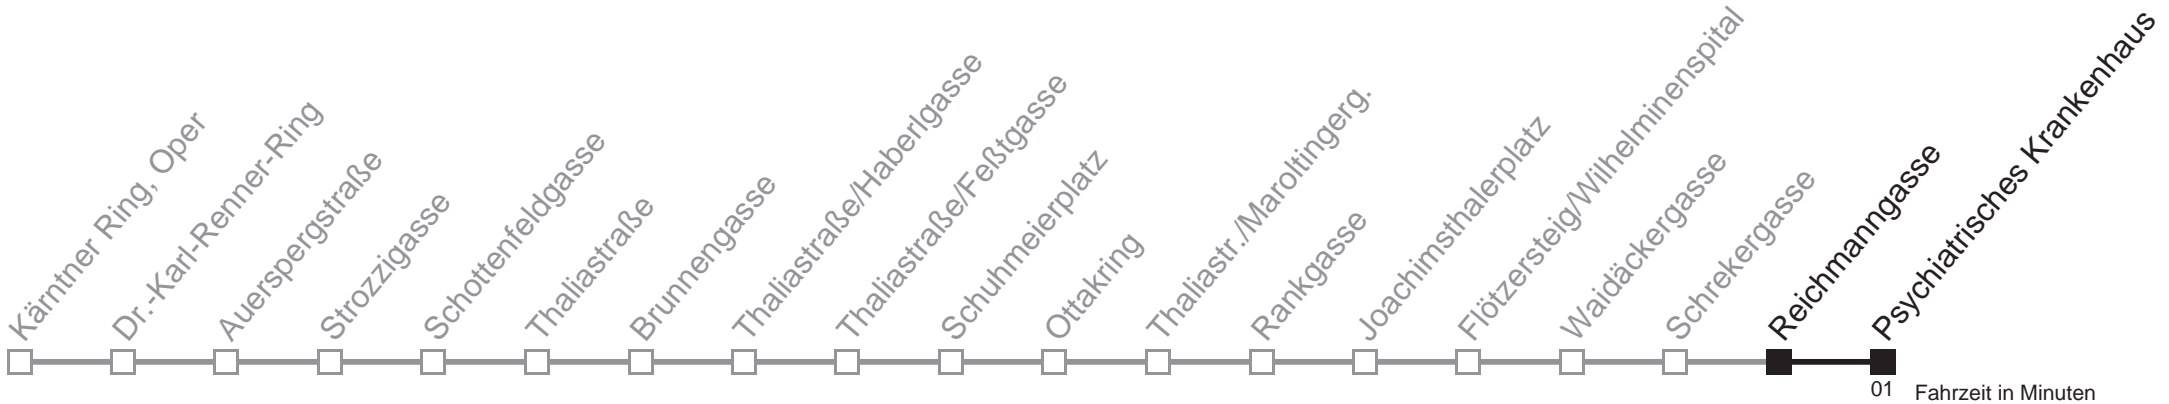 Kärntner Ring, Oper
Dr.-Karl-Renner-Ring
Auerspergstraße
Strozzigasse
Schottenfeldgasse
Thaliastraße
Brunnengasse
Thaliastraße/Haberlgasse
Thaliastraße/Feßtgasse
Schuhmeierplatz
Ottakring
Thaliastr./Maroltingerg.
Rankgasse
Joachimsthalerplatz
Flötzersteig/Wilhelminenspital
Waidäckergasse
Schrekergasse
Reichmanngasse
Psychiatrisches Krankenhaus
01 Fahrzeit in Minuten